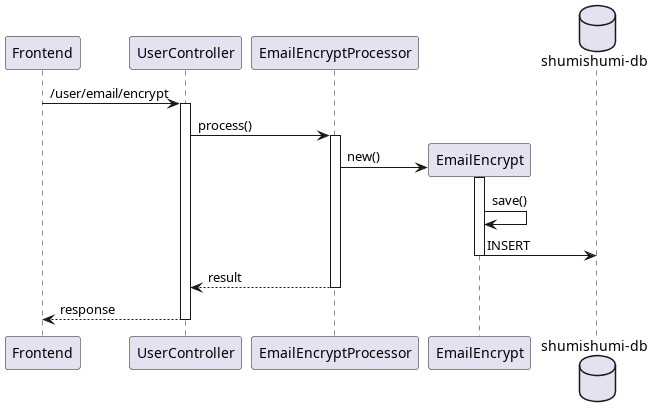 shumishumi-db
Frontend
UserController
EmailEncryptProcessor
/user/email/encrypt
process()
new()
EmailEncrypt
save()
INSERT
result
response
Frontend
UserController
EmailEncryptProcessor
EmailEncrypt
shumishumi-db